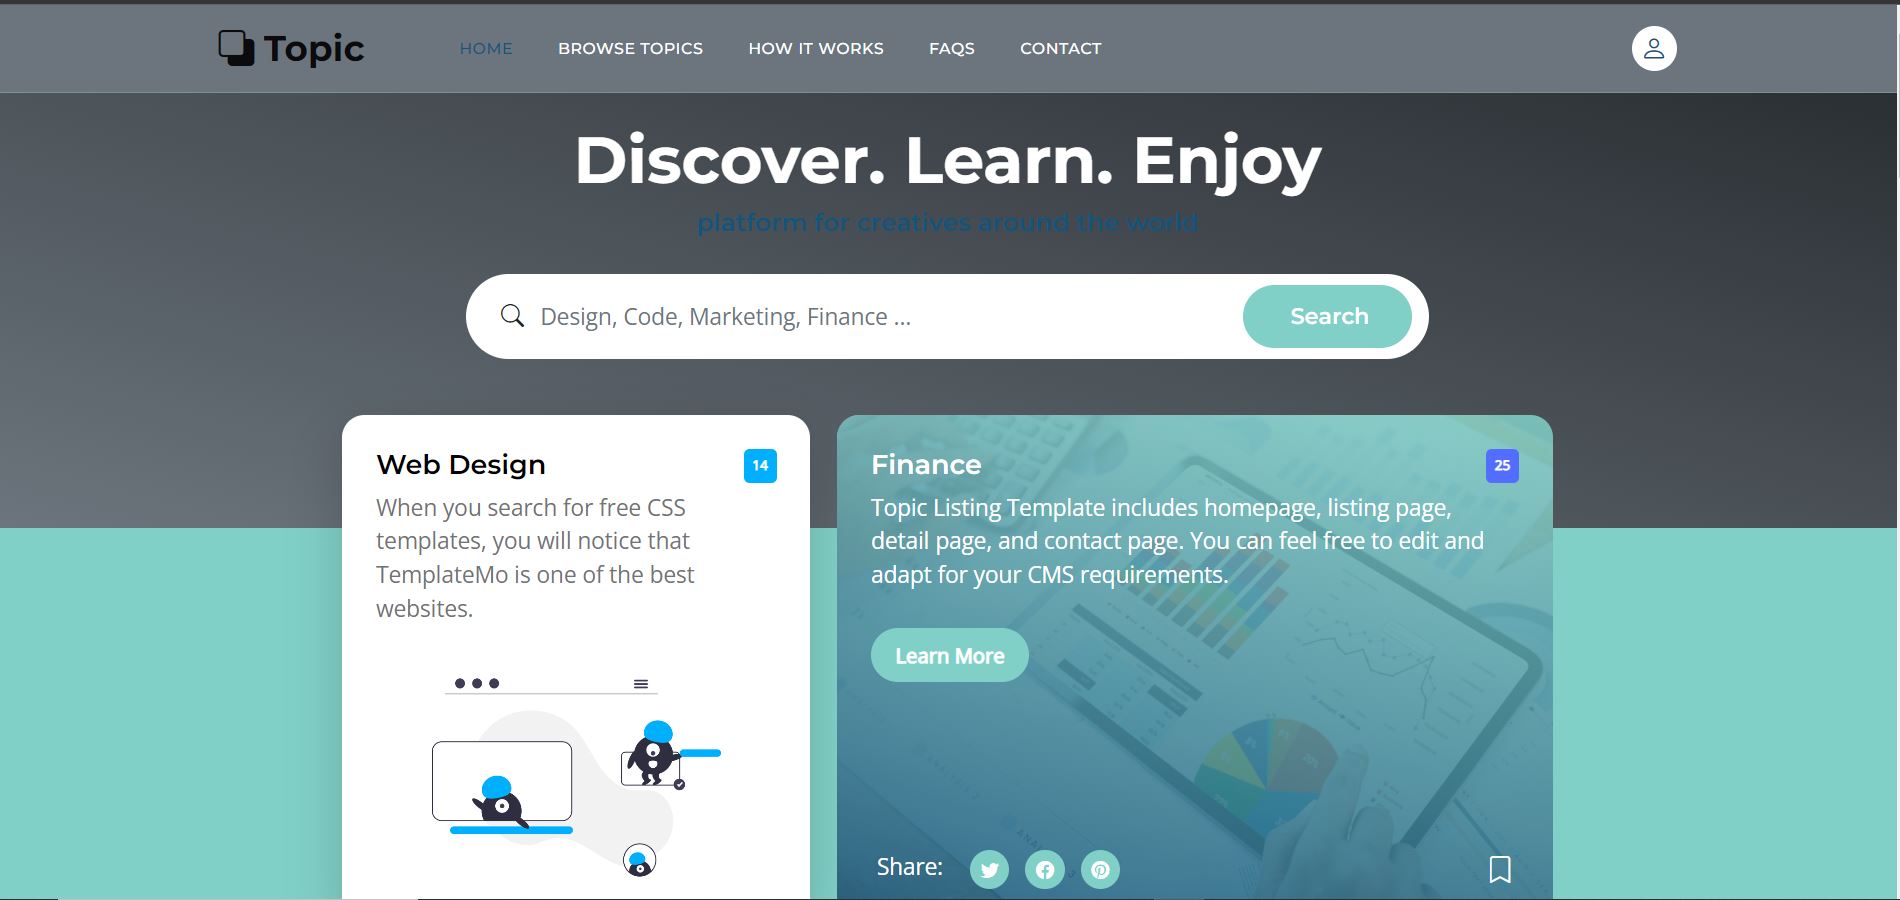 Topic
HOME BROWSE TOPICS HOW IT WORKS FAQS CONTACT
Discover. Learn. Enjoy
platform for creatives around the world
Design, Code, Marketing, Finance ...
Search
Web Design
14
When you search for free CSS
templates, you will notice that
TemplateMo is one of the best
websites.
Finance
25
Topic Listing Template includes homepage, listing page,
detail page, and contact page. You can feel free to edit and
adapt for your CMS requirements.
Learn More
Share: